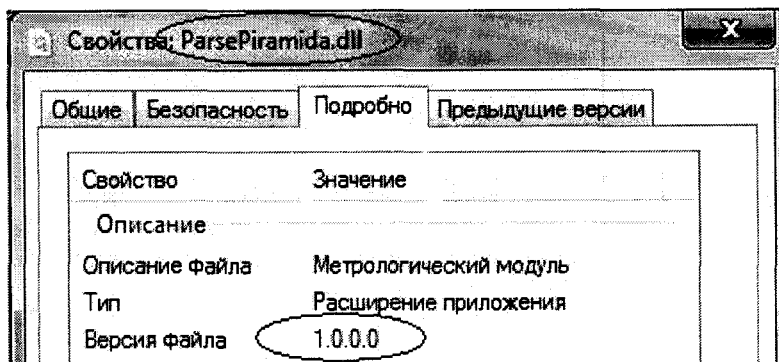 Свойства: ParsePiramida.dll
Общие Безопасность Подробно Предыдущие версии
Свойство Значение
Описание
Описание файла Метрологический модуль
Тип Расширение приложения
Версия файла 1.0.0.0